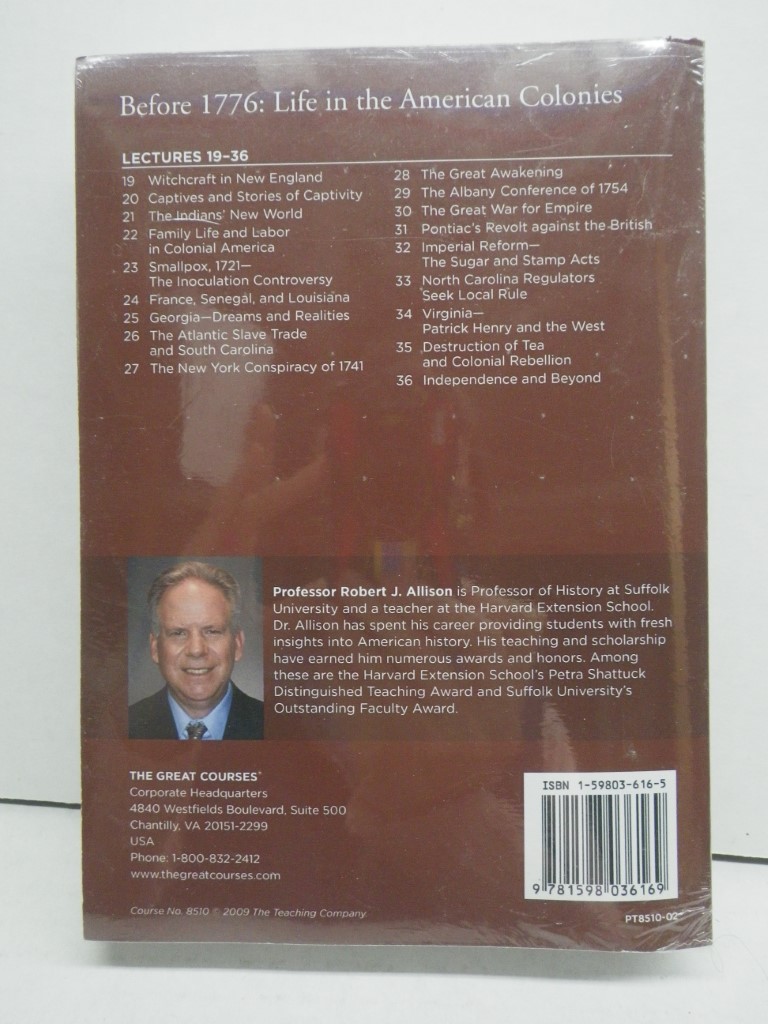 Before 1776: Life in the American Colonies
LECTURES 19–36
19 Witchcraft in New England
20 Captives and Stories of Captivity
21 The Indians' New World
22 Family Life and Labor
in Colonial America
23 Smallpox, 1721—
The Inoculation Controversy
24 France, Senegal, and Louisiana
25 Georgia—Dreams and Realities
26 The Atlantic Slave Trade
and South Carolina
27 The New York Conspiracy of 1741
28 The Great Awakening
29 The Albany Conference of 1754
30 The Great War for Empire
31 Pontiac's Revolt against the British
32 Imperial Reform—
The Sugar and Stamp Acts
33 North Carolina Regulators
Seek Local Rule
34 Virginia—
Patrick Henry and the West
35 Destruction of Tea
and Colonial Rebellion
36 Independence and Beyond
Professor Robert J. Allison is Professor of History at Suffolk
University and a teacher at the Harvard Extension School.
Dr. Allison has spent his career providing students with fresh
insights into American history. His teaching and scholarship
have earned him numerous awards and honors. Among
these are the Harvard Extension School's Petra Shattuck
Distinguished Teaching Award and Suffolk University's
Outstanding Faculty Award.
THE GREAT COURSES®
Corporate Headquarters
4840 Westfields Boulevard, Suite 500
Chantilly, VA 20151-2299
USA
Phone: 1-800-832-2412
www.thegreatcourses.com
Course No. 8510 © 2009 The Teaching Company
ISBN 1-59803-616-5
9 781598 036169
PT8510-02